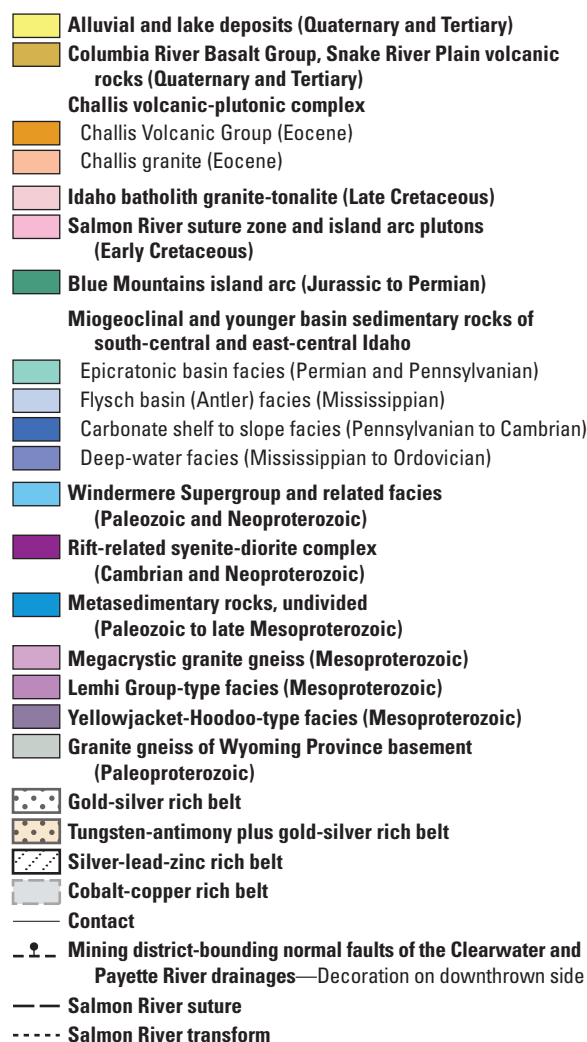 Alluvial and lake deposits (Quaternary and Tertiary)
Columbia River Basalt Group, Snake River Plain volcanic
rocks (Quaternary and Tertiary)
Challis volcanic-plutonic complex
Challis Volcanic Group (Eocene)
Challis granite (Eocene)
Idaho batholith granite-tonalite (Late Cretaceous)
Salmon River suture zone and island arc plutons
(Early Cretaceous)
Blue Mountains island arc (Jurassic to Permian)
Miogeoclinal and younger basin sedimentary rocks of
south-central and east-central Idaho
Epicratonic basin facies (Permian and Pennsylvanian)
Flysch basin (Antler) facies (Mississippian)
Carbonate shelf to slope facies (Pennsylvanian to Cambrian)
Deep-water facies (Mississippian to Ordovician)
Windermere Supergroup and related facies
(Paleozoic and Neoproterozoic)
Rift-related syenite-diorite complex
(Cambrian and Neoproterozoic)
Metasedimentary rocks, undivided
(Paleozoic to late Mesoproterozoic)
Megacrystic granite gneiss (Mesoproterozoic)
Lemhi Group-type facies (Mesoproterozoic)
Yellowjacket-Hoodoo-type facies (Mesoproterozoic)
Granite gneiss of Wyoming Province basement
(Paleoproterozoic)
Gold-silver rich belt
Tungsten-antimony plus gold-silver rich belt
Silver-lead-zinc rich belt
Cobalt-copper rich belt
Contact
Mining district-bounding normal faults of the Clearwater and
Payette River drainages—Decoration on downthrown side
Salmon River suture
Salmon River transform